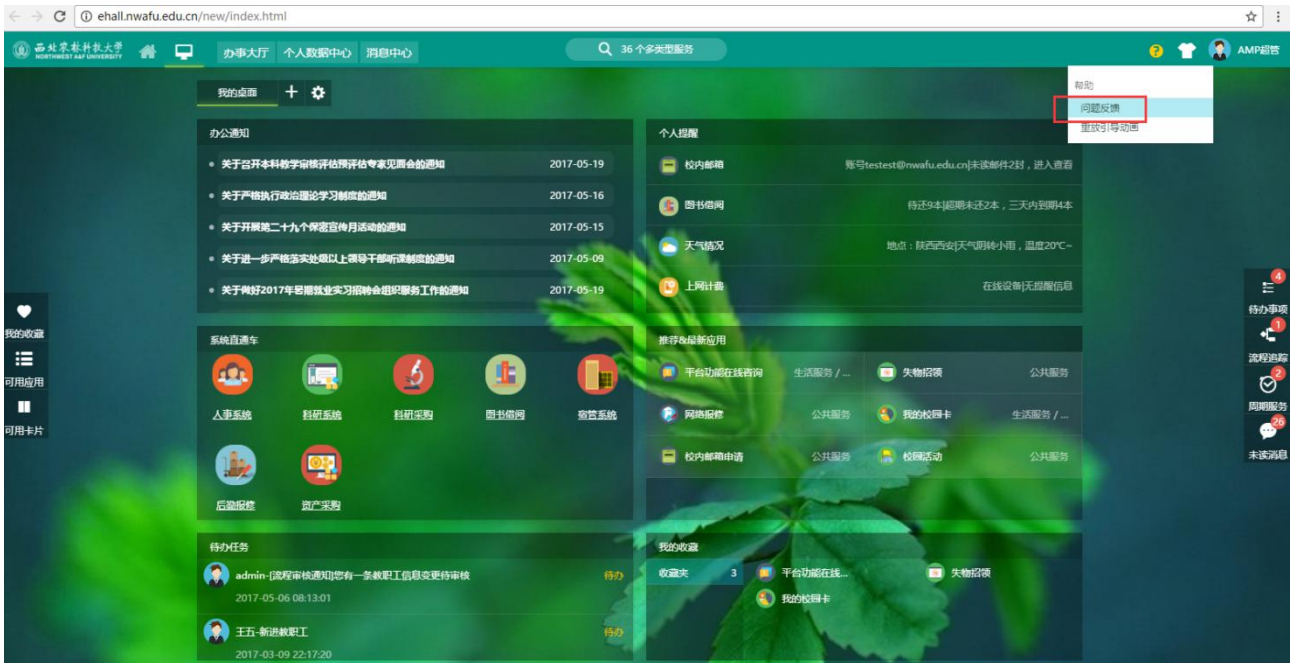 ehall.nwafu.edu.cn/new/index.html
西北农林科技大学
NORTHWEST A&F UNIVERSITY
办事大厅 个人数据中心 消息中心
36 个多类型服务
AMP超管
帮助
问题反馈
重放引导动画
我的桌面
办公通知
关于召开本科教学审核评估预评估专家见面会的通知 2017-05-19
关于严格执行政治理论学习制度的通知 2017-05-16
关于开展第二十九个保密宣传月活动的通知 2017-05-15
关于进一步严格落实处级以上领导干部听课制度的通知 2017-05-09
关于做好2017年暑期就业实习招聘会组织服务工作的通知 2017-05-19
个人提醒
校内邮箱 账号testest@nwafu.edu.cn|未读邮件2封，进入查看
图书借阅 待还9本|超期未还2本，三天内到期4本
天气情况 地点：陕西西安|天气阴转小雨，温度20℃~
上网计费 在线设备|无提醒信息
我的收藏
可用应用
可用卡片
4
待办事项
1
流程追踪
2
周期服务
26
未读消息
系统直通车
人事系统 科研系统 科研采购 图书借阅 宿管系统
后勤报修 资产采购
推荐&最新应用
平台功能在线咨询 生活服务 / ... 失物招领 公共服务
网络报修 公共服务 我的校园卡 生活服务 / ...
校内邮箱申请 公共服务 校园活动 公共服务
待办任务
admin-[流程审核通知]您有一条教职工信息变更待审核 待办
2017-05-06 08:13:01
王五-新进教职工 待办
2017-03-09 22:17:20
我的收藏
收藏夹 3 平台功能在线... 失物招领
我的校园卡